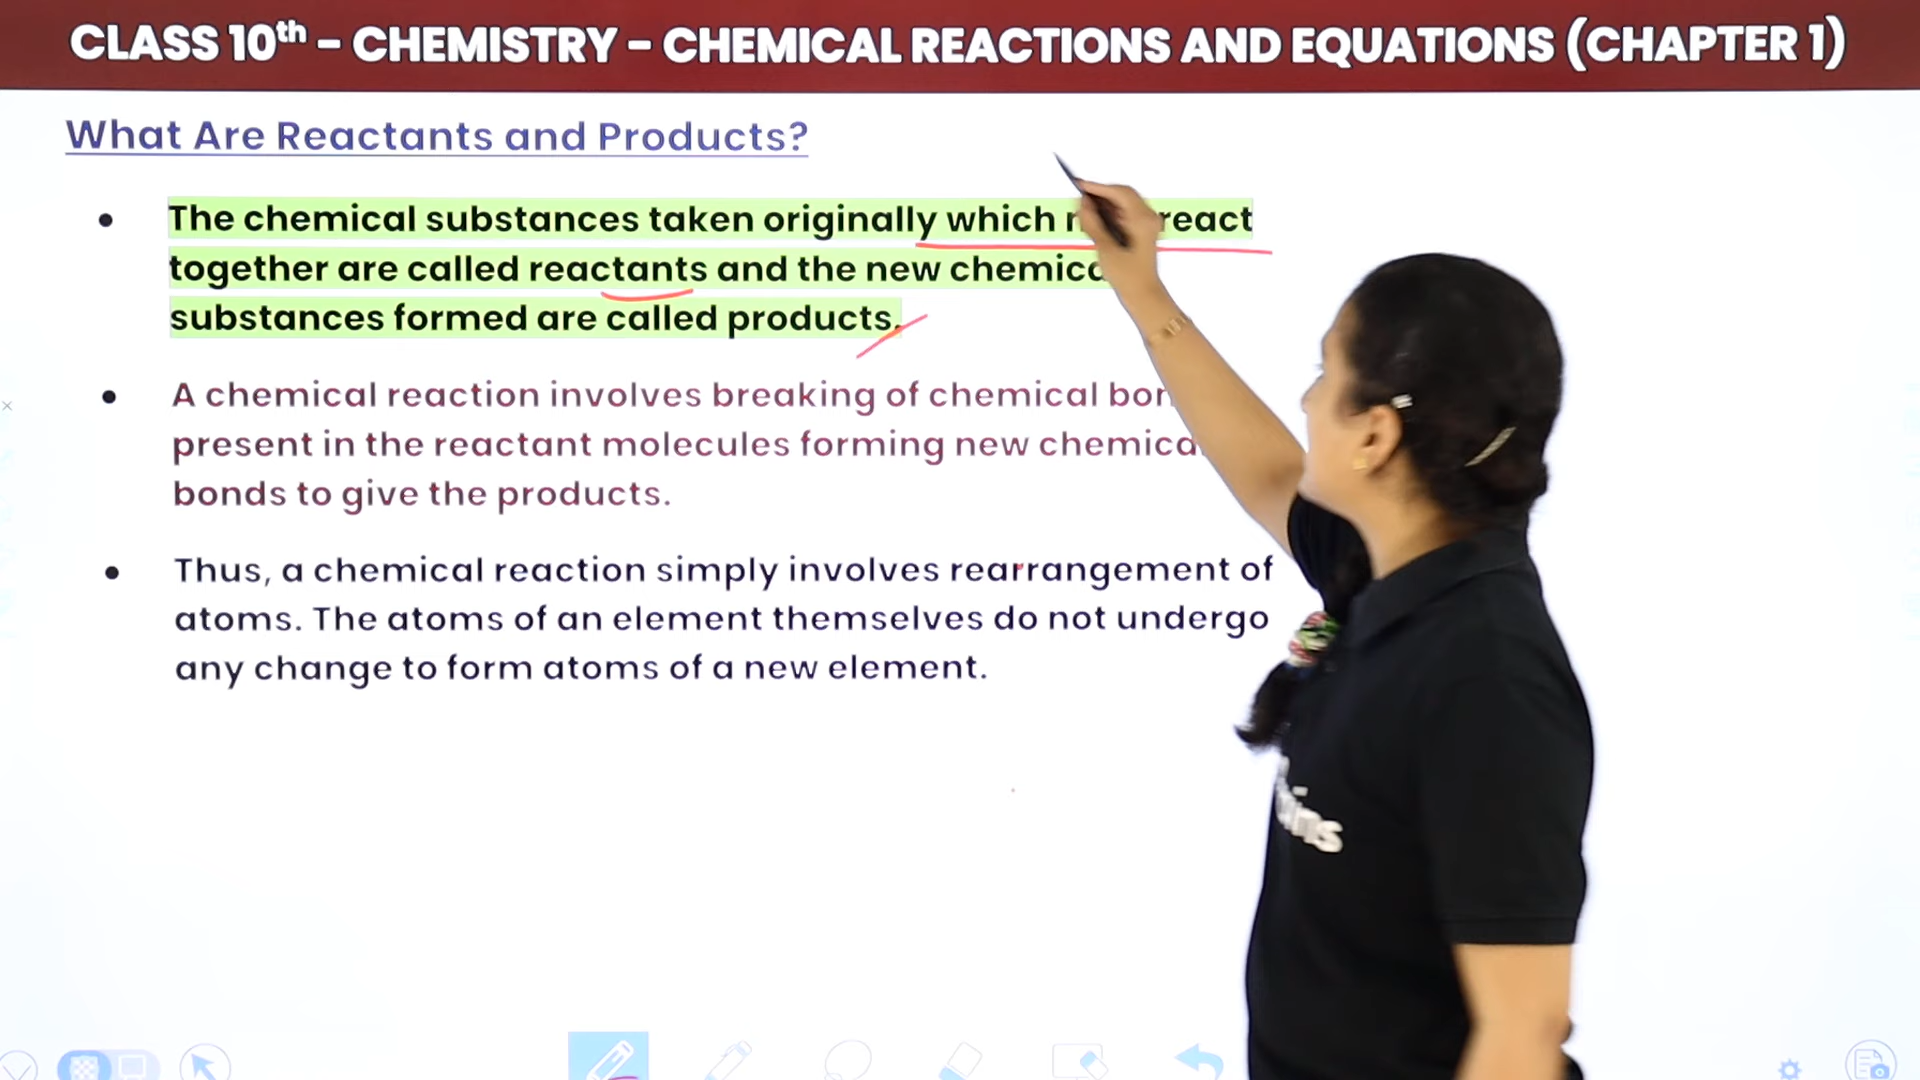 CLASS 10th - CHEMISTRY - CHEMICAL REACTIONS AND EQUATIONS (CHAPTER 1)
What Are Reactants and Products?
• The chemical substances taken originally which react
together are called reactants and the new
substances formed are called products.
• A chemical reaction involves breaking of chemical
present in the reactant molecules forming new
bonds to give the products.
• Thus, a chemical reaction simply involves rearrangement of
atoms. The atoms of an element themselves do not undergo
any change to form atoms of a new element.